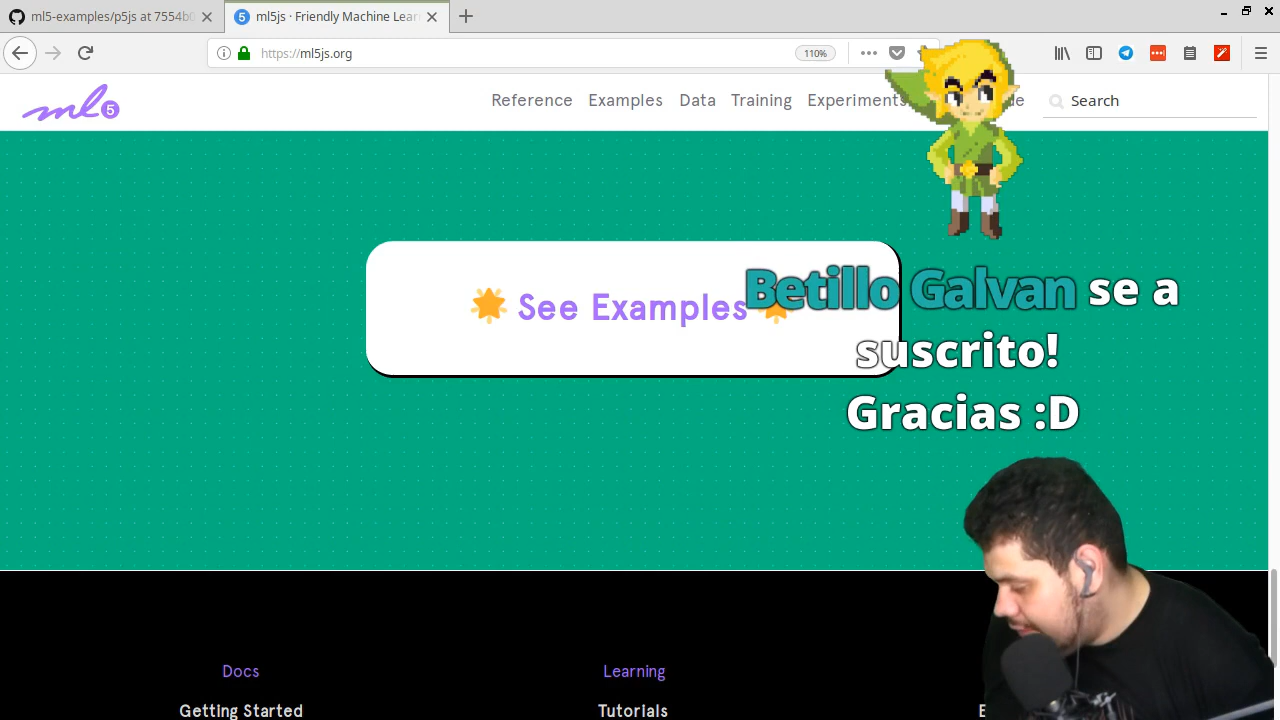 ml5-examples/p5js at 7554b
ml5js · Friendly Machine Lear
https://ml5js.org
110%
ml5
Reference Examples Data Training Experiments
Search
🌟 See Examples 🌟
Betillo Galvan se a
suscrito!
Gracias :D
Docs
Learning
Getting Started
Tutorials